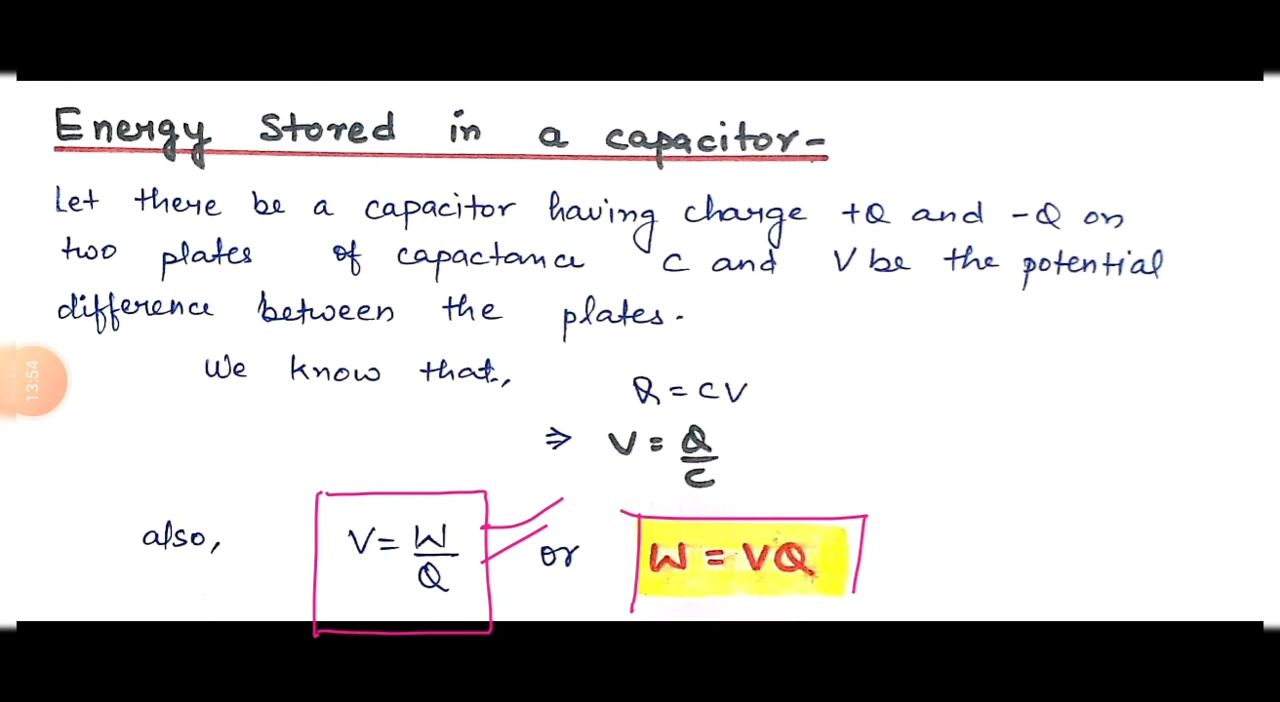 Energy Stored in a capacitor-
Let there be a capacitor having charge +Q and -Q on
two plates of capactance C and V be the potential
difference between the plates.
We know that,
Q = CV
⇒ V = Q/C
also, V = W/Q or W = VQ
13:54